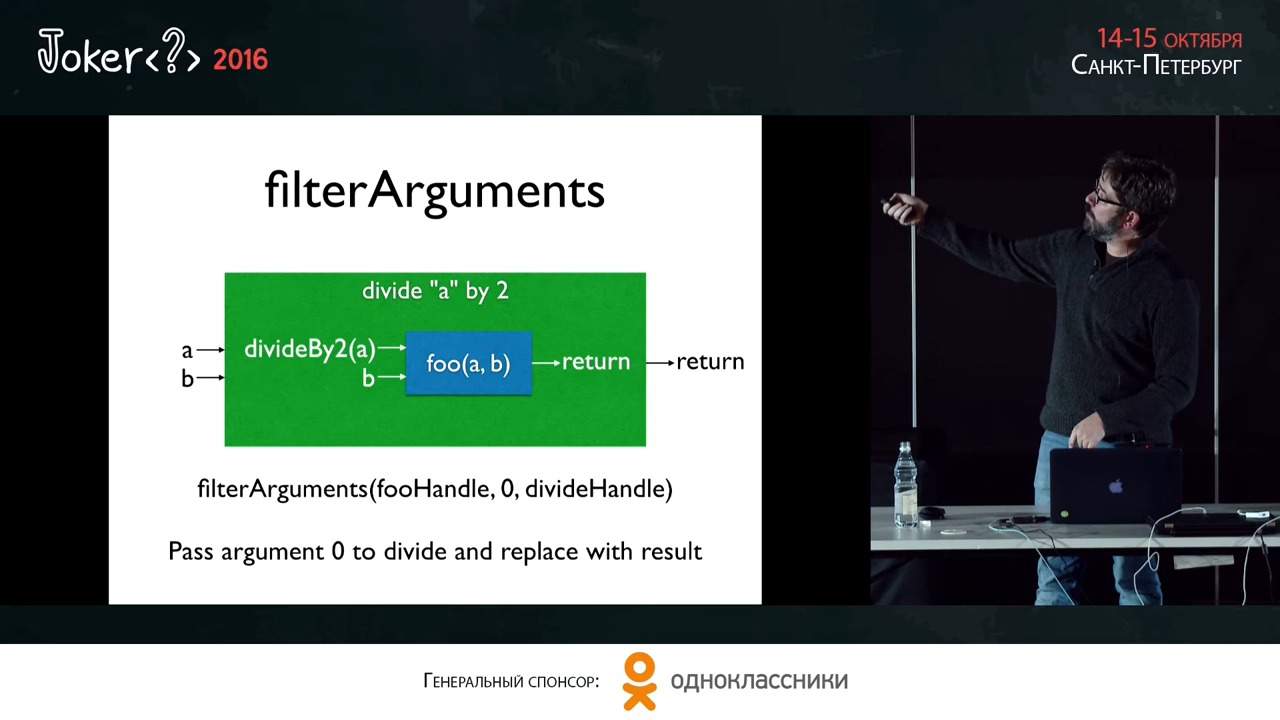 Joker<?> 2016
14-15 октября
Санкт-Петербург
filterArguments
divide "a" by 2
a
divideBy2(a)
foo(a, b)
return
return
b
b
filterArguments(fooHandle, 0, divideHandle)
Pass argument 0 to divide and replace with result
Генеральный спонсор:
одноклассники